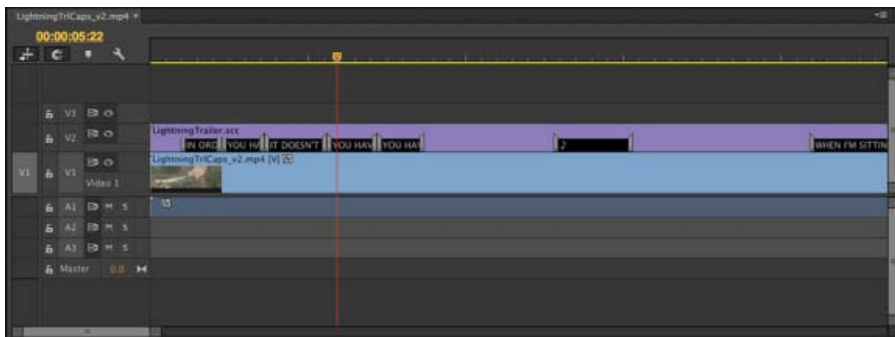 LightningTrlCaps_v2.mp4 ×
00:00:05:22
V3
V2
LightningTrailer.scc
IN ORD YOU HA IT DOESN'T YOU HAV YOU HAV ♪ WHEN I'M SITTIN
V1 V1
Video 1
LightningTrlCaps_v2.mp4 [V] fx
A1 M S
A2 M S
A3 M S
Master 0.0